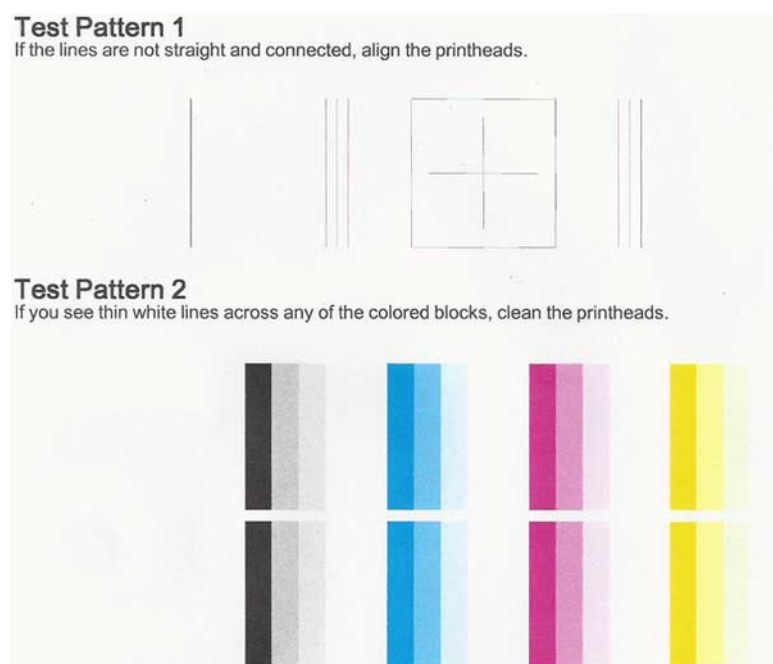 Test Pattern 1
If the lines are not straight and connected, align the printheads.
Test Pattern 2
If you see thin white lines across any of the colored blocks, clean the printheads.